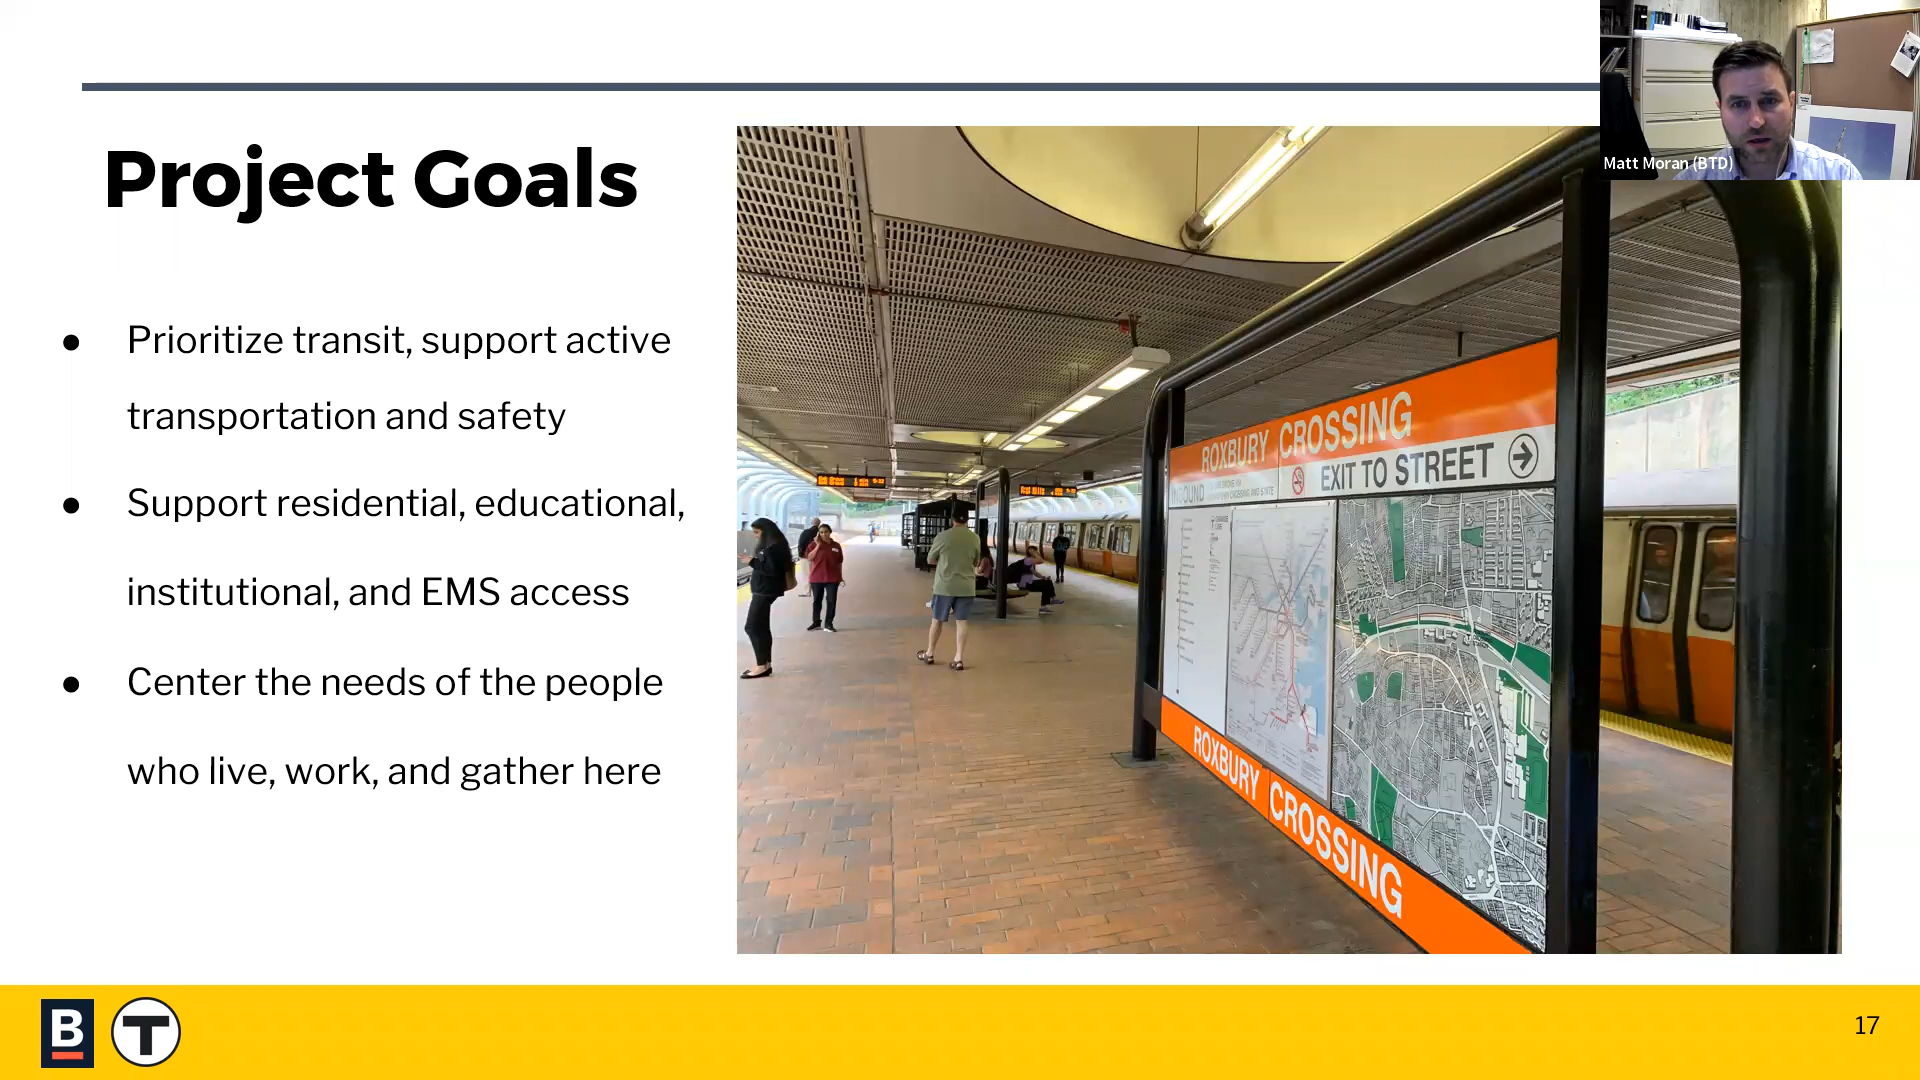 Project Goals
● Prioritize transit, support active
transportation and safety
● Support residential, educational,
institutional, and EMS access
● Center the needs of the people
who live, work, and gather here
Matt Moran (BTD)
ROXBURY CROSSING
EXIT TO STREET
ROXBURY CROSSING
B
T
17